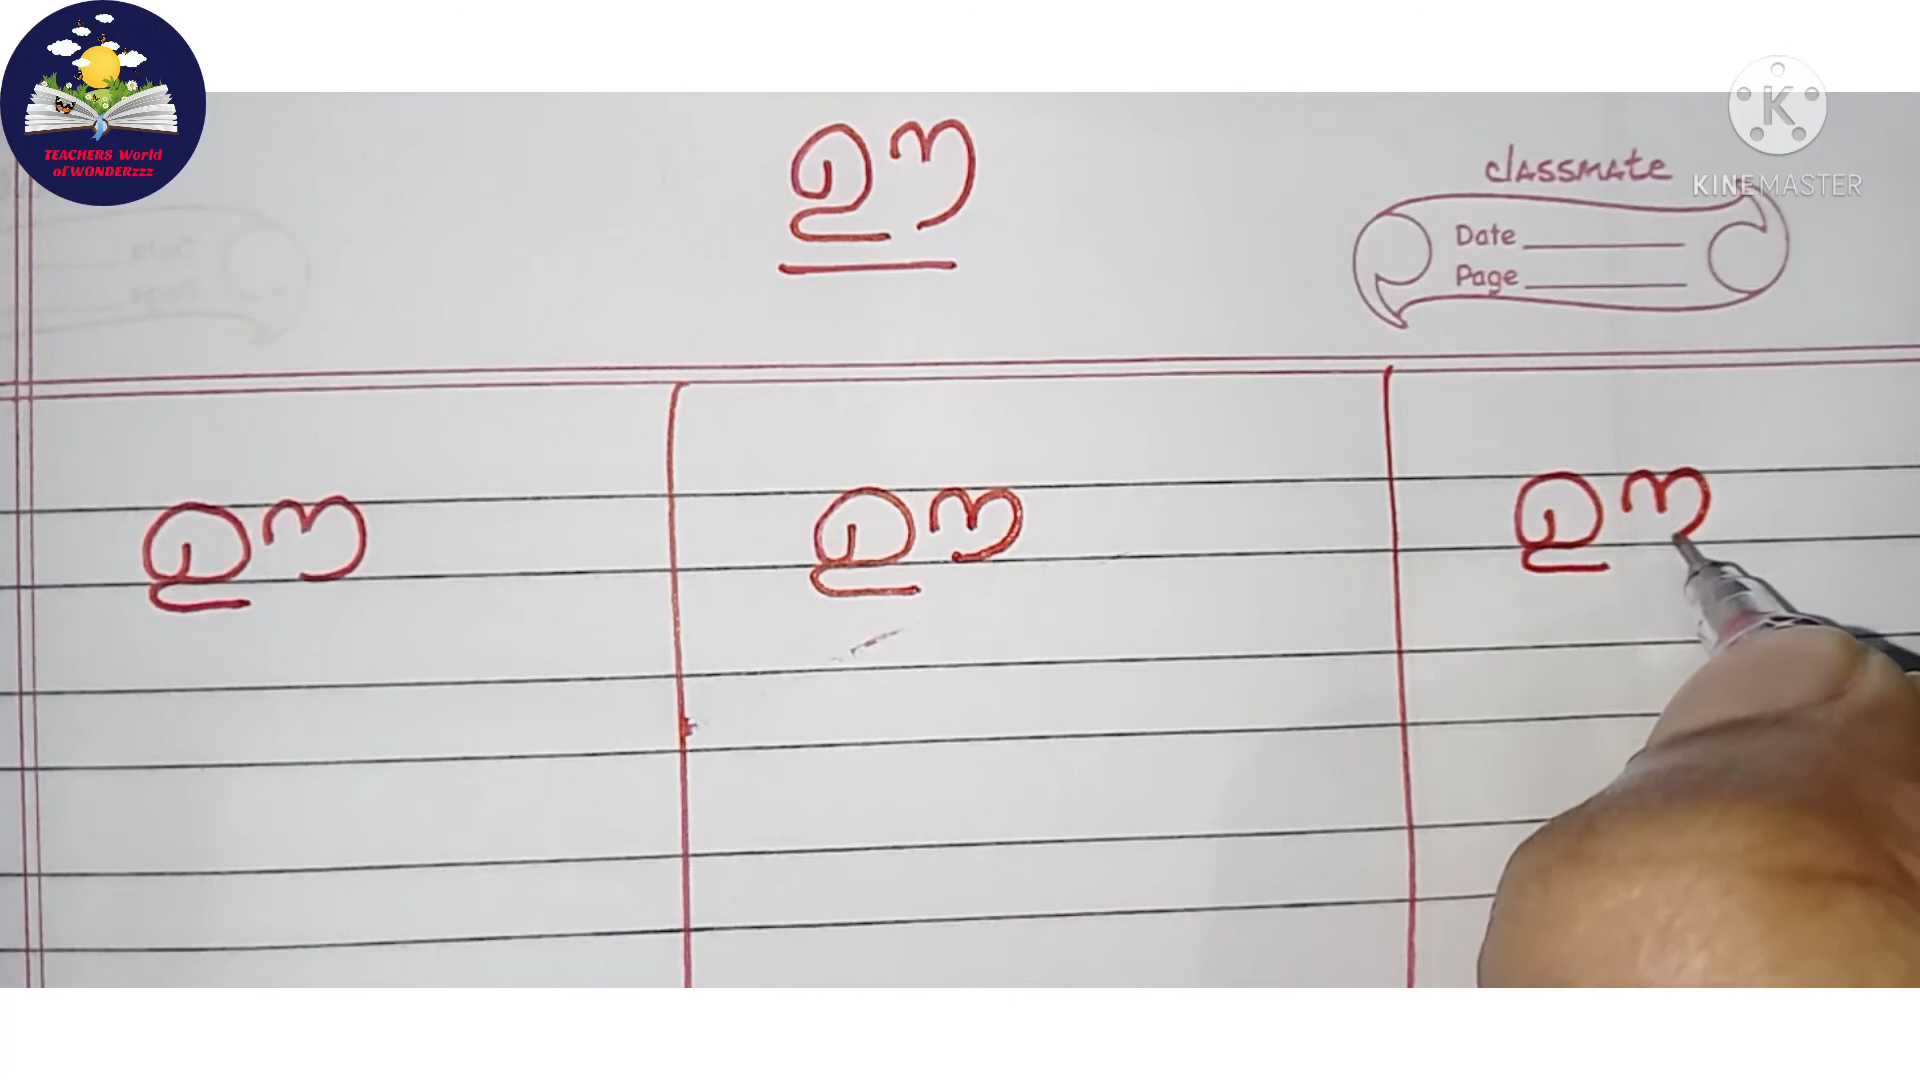 TEACHERS World
of WONDERzzz
ഊ
classmate
KINEMASTER
Date
Page
ഊ ഊ ഊ